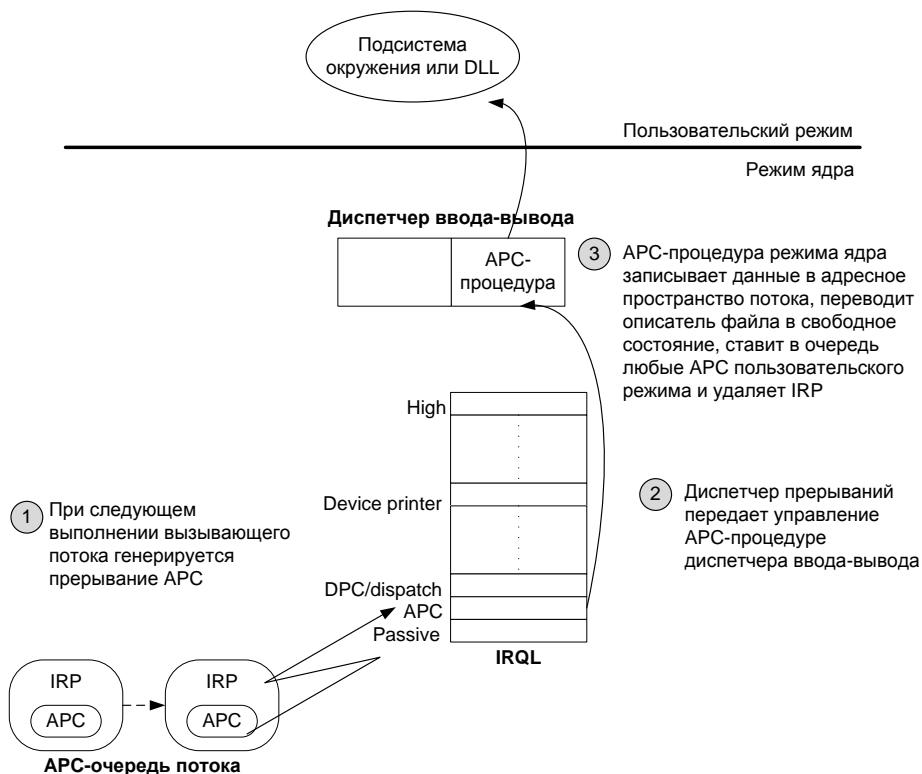 Подсистема
окружения или DLL
Пользовательский режим
Режим ядра
Диспетчер ввода-вывода
APC-
процедура
3
APC-процедура режима ядра
записывает данные в адресное
пространство потока, переводит
описатель файла в свободное
состояние, ставит в очередь
любые APC пользовательского
режима и удаляет IRP
High
Device printer
DPC/dispatch
APC
Passive
IRQL
1
При следующем
выполнении вызывающего
потока генерируется
прерывание APC
2
Диспетчер прерываний
передает управление
APC-процедуре
диспетчера ввода-вывода
IRP
APC
IRP
APC
APC-очередь потока